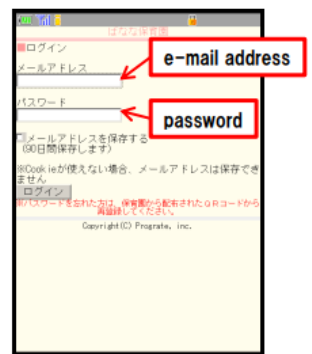 ばなな保育園
■ログイン
メールアドレス
e-mail address
パスワード
password
□メールアドレスを保存する
(90日間保存します)
※Cookieが使えない場合、メールアドレスは保存でき
ません
ログイン
※パスワードを忘れた方は、保育園から配布されたQRコードから
再登録してください。
Copyright(C) Prograte, inc.